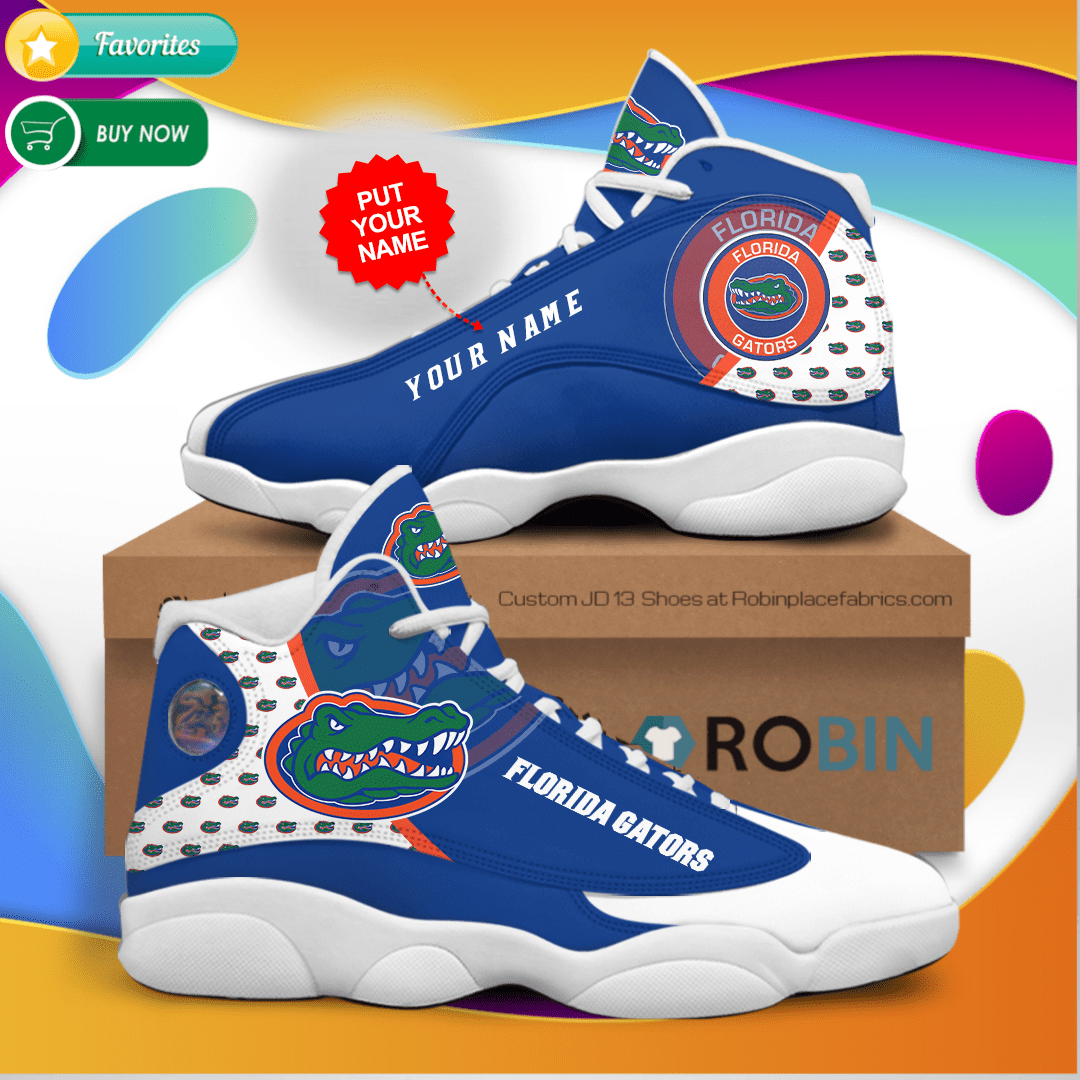 Favorites
BUY NOW
PUT
YOUR
NAME
YOUR NAME
FLORIDA
FLORIDA
GATORS
Custom JD 13 Shoes at Robinplacefabrics.com
ROBIN
FLORIDA GATORS